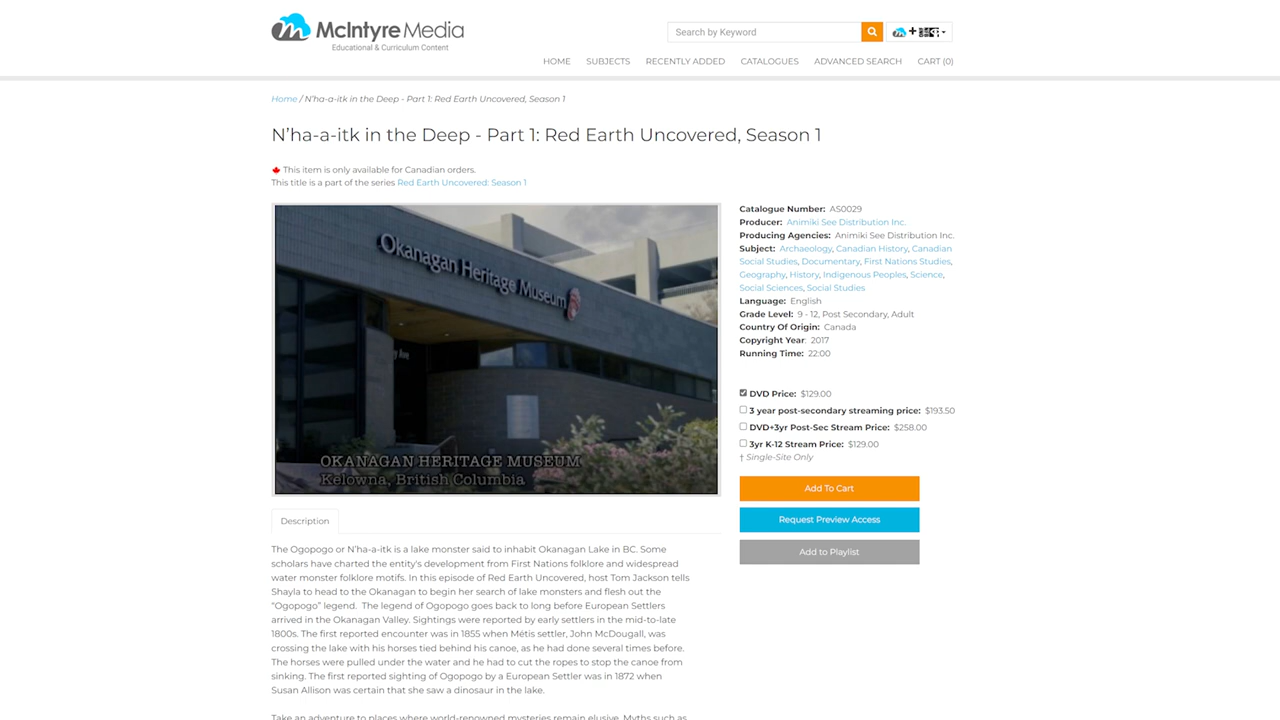 McIntyre Media
Educational & Curriculum Content
Search by Keyword
+
HOME SUBJECTS RECENTLY ADDED CATALOGUES ADVANCED SEARCH CART (0)
Home / N’ha-a-itk in the Deep - Part 1: Red Earth Uncovered, Season 1
N’ha-a-itk in the Deep - Part 1: Red Earth Uncovered, Season 1
This item is only available for Canadian orders.
This title is a part of the series Red Earth Uncovered: Season 1
Okanagan Heritage Museum
OKANAGAN HERITAGE MUSEUM
Kelowna, British Columbia
Catalogue Number: AS0029
Producer: Animiki See Distribution Inc.
Producing Agencies: Animiki See Distribution Inc.
Subject: Archaeology, Canadian History, Canadian
Social Studies, Documentary, First Nations Studies,
Geography, History, Indigenous Peoples, Science,
Social Sciences, Social Studies
Language: English
Grade Level: 9 - 12, Post Secondary, Adult
Country Of Origin: Canada
Copyright Year: 2017
Running Time: 22:00
DVD Price: $129.00
3 year post-secondary streaming price: $193.50
DVD+3yr Post-Sec Stream Price: $258.00
3yr K-12 Stream Price: $129.00
† Single-Site Only
Add To Cart
Request Preview Access
Add to Playlist
Description
The Ogopogo or N’ha-a-itk is a lake monster said to inhabit Okanagan Lake in BC. Some
scholars have charted the entity's development from First Nations folklore and widespread
water monster folklore motifs. In this episode of Red Earth Uncovered, host Tom Jackson tells
Shayla to head to the Okanagan to begin her search of lake monsters and flesh out the
“Ogopogo” legend. The legend of Ogopogo goes back to long before European Settlers
arrived in the Okanagan Valley. Sightings were reported by early settlers in the mid-to-late
1800s. The first reported encounter was in 1855 when Métis settler, John McDougall, was
crossing the lake with his horses tied behind his canoe, as he had done several times before.
The horses were pulled under the water and he had to cut the ropes to stop the canoe from
sinking. The first reported sighting of Ogopogo by a European Settler was in 1872 when
Susan Allison was certain that she saw a dinosaur in the lake.
Take an adventure to places where world-renowned mysteries remain elusive. Myths such as